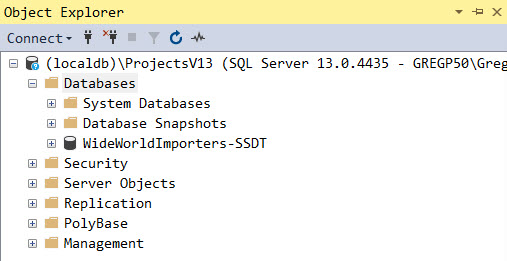 Object Explorer
Connect
(localdb)\ProjectsV13 (SQL Server 13.0.4435 - GREGP50\Greg
Databases
System Databases
Database Snapshots
WideWorldImporters-SSDT
Security
Server Objects
Replication
PolyBase
Management